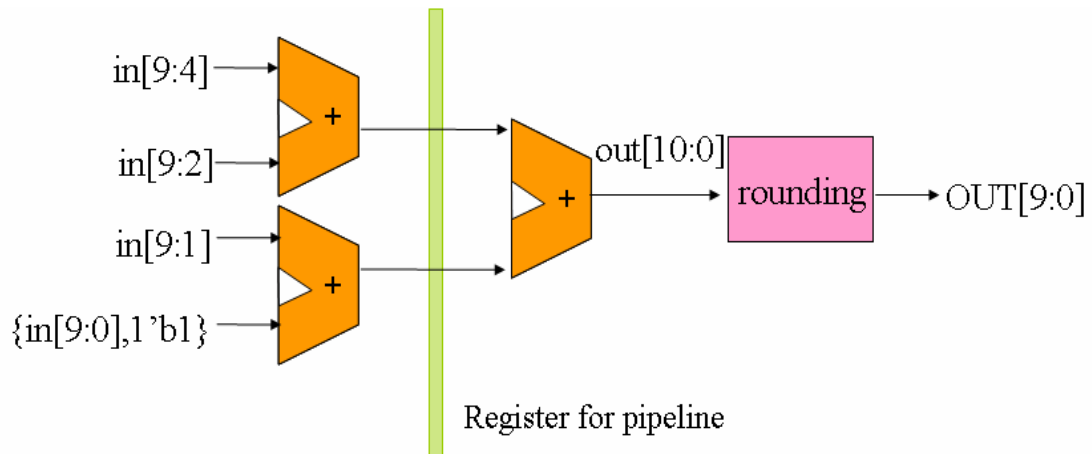 in[9:4]
+
in[9:2]
in[9:1]
+
{in[9:0],1’b1}
+
out[10:0]
rounding
OUT[9:0]
Register for pipeline